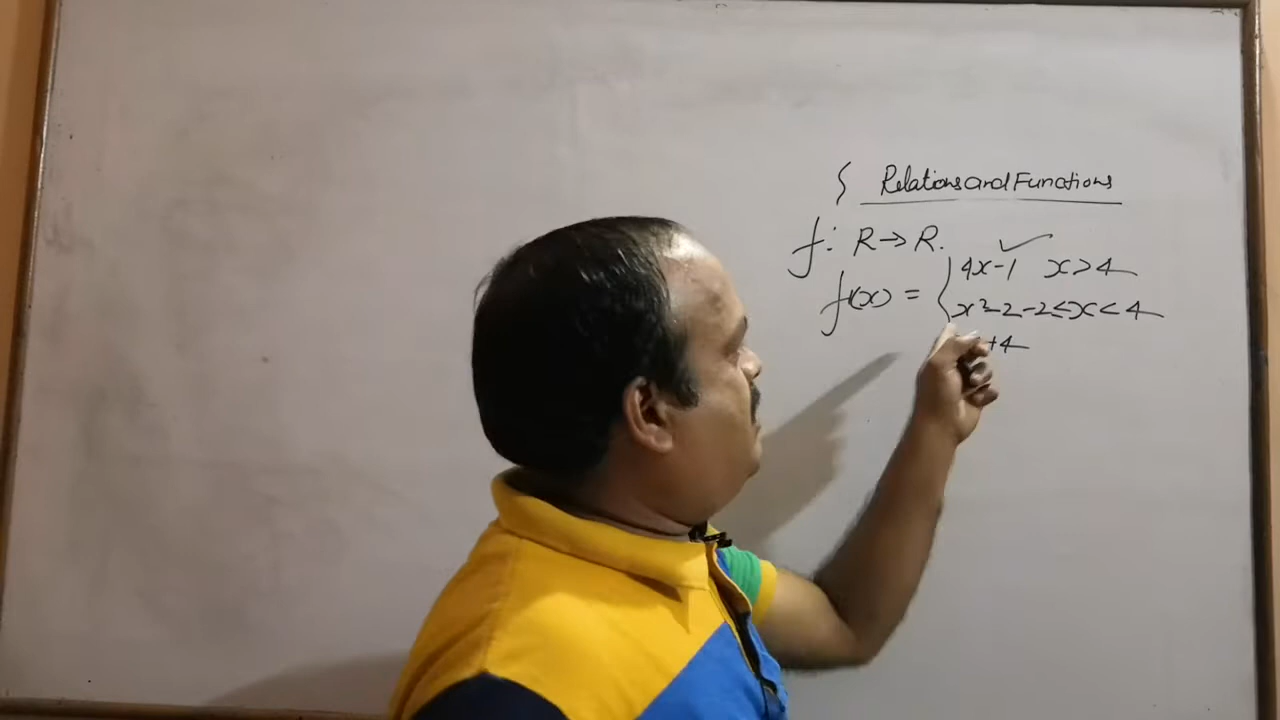 Relations and Functions
f: R→R.
f(x) = { 4x-1 x>4
x²-2 -2≤x<4
+4